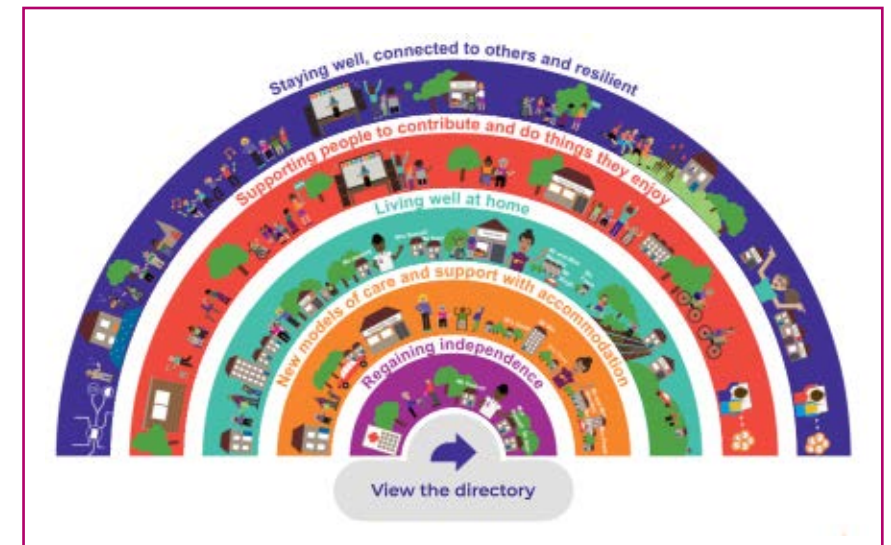 Staying well, connected to others and resilient
Supporting people to contribute and do things they enjoy
Living well at home
New models of care and support with accommodation
Regaining independence
View the directory